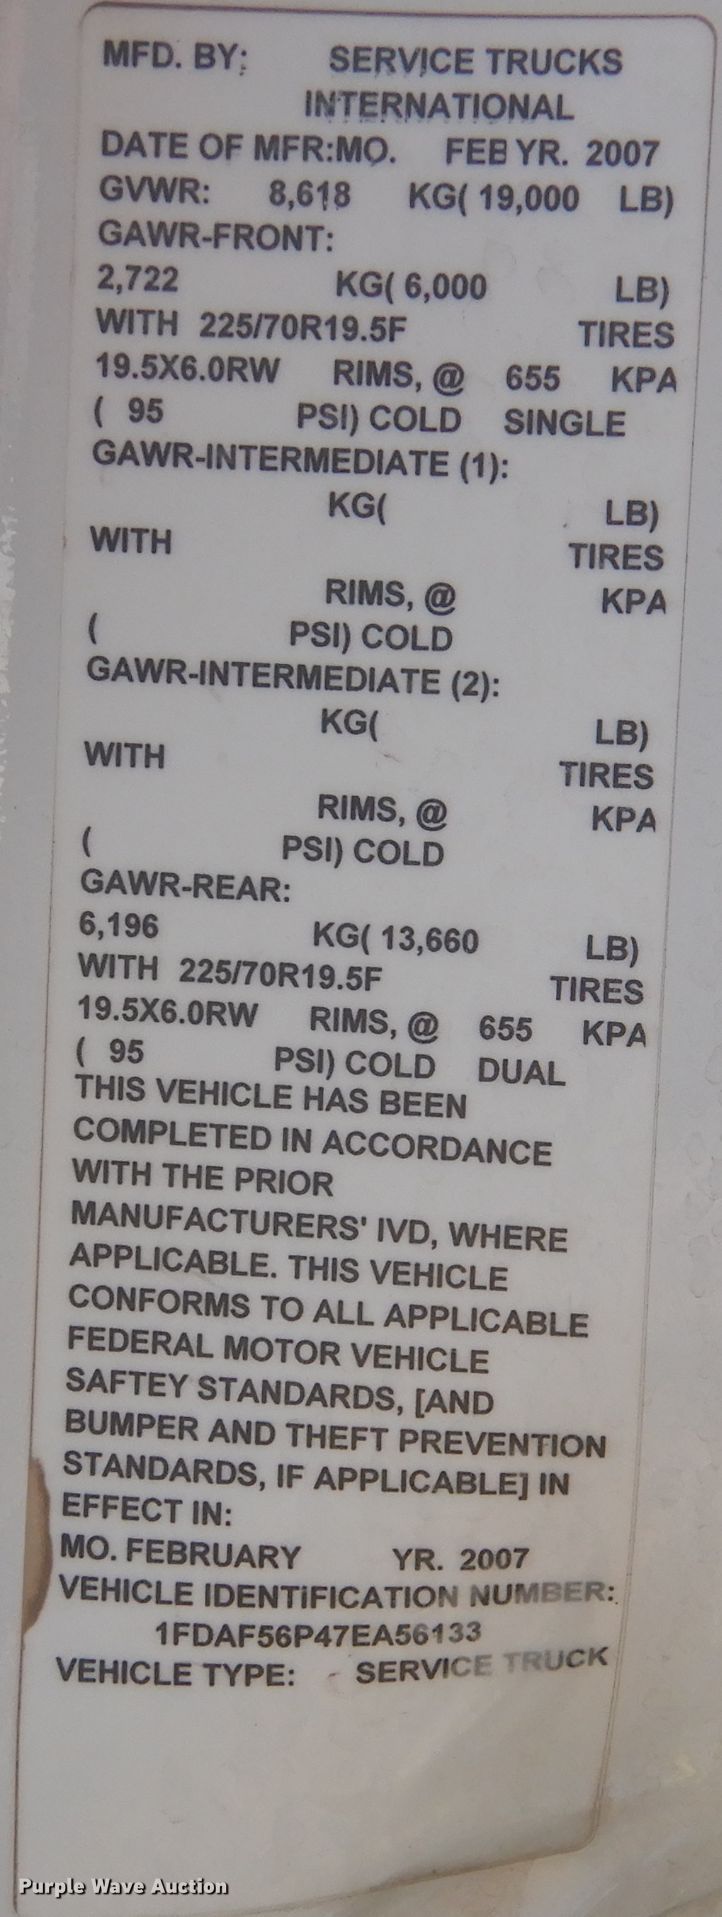 MFD. BY: SERVICE TRUCKS
INTERNATIONAL
DATE OF MFR:MO. FEB YR. 2007
GVWR: 8,618 KG( 19,000 LB)
GAWR-FRONT:
2,722 KG( 6,000 LB)
WITH 225/70R19.5F TIRES
19.5X6.0RW RIMS, @ 655 KPA
( 95 PSI) COLD SINGLE
GAWR-INTERMEDIATE (1):
KG( LB)
WITH TIRES
RIMS, @ KPA
( PSI) COLD
GAWR-INTERMEDIATE (2):
KG( LB)
WITH TIRES
RIMS, @ KPA
( PSI) COLD
GAWR-REAR:
6,196 KG( 13,660 LB)
WITH 225/70R19.5F TIRES
19.5X6.0RW RIMS, @ 655 KPA
( 95 PSI) COLD DUAL
THIS VEHICLE HAS BEEN
COMPLETED IN ACCORDANCE
WITH THE PRIOR
MANUFACTURERS' IVD, WHERE
APPLICABLE. THIS VEHICLE
CONFORMS TO ALL APPLICABLE
FEDERAL MOTOR VEHICLE
SAFTEY STANDARDS, [AND
BUMPER AND THEFT PREVENTION
STANDARDS, IF APPLICABLE] IN
EFFECT IN:
MO. FEBRUARY YR. 2007
VEHICLE IDENTIFICATION NUMBER:
1FDAF56P47EA56133
VEHICLE TYPE: - SERVICE TRUCK
Purple Wave Auction